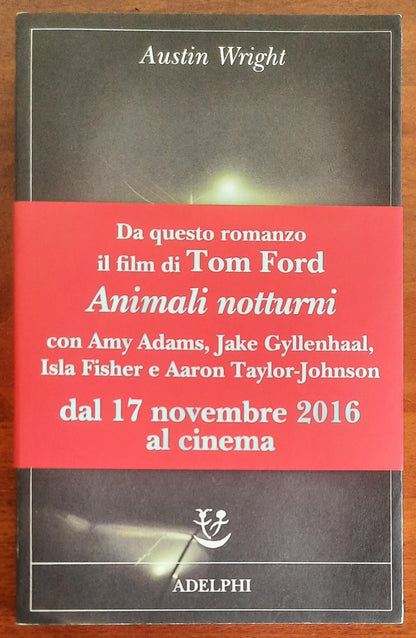 Austin Wright
Da questo romanzo
il film di Tom Ford
Animali notturni
con Amy Adams, Jake Gyllenhaal,
Isla Fisher e Aaron Taylor-Johnson
dal 17 novembre 2016
al cinema
ADELPHI